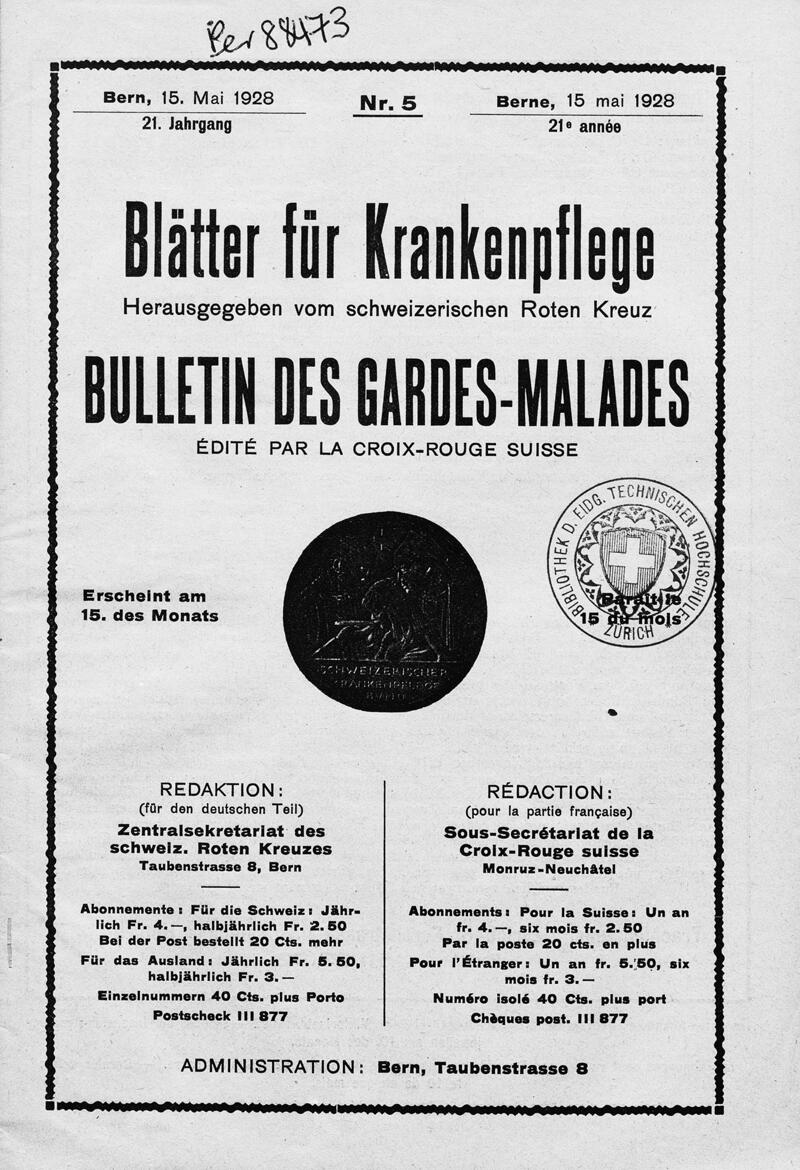 Per 88473
Bern, 15. Mai 1928
21. Jahrgang
Nr. 5
Berne, 15 mai 1928
21e année
Blätter für Krankenpflege
Herausgegeben vom schweizerischen Roten Kreuz
BULLETIN DES GARDES-MALADES
ÉDITÉ PAR LA CROIX-ROUGE SUISSE
BIBLIOTHEK D. EIDG. TECHNISCHEN HOCHSCHULE
* ZÜRICH *
Erscheint am
15. des Monats
Paraît le
15 du mois
SCHWEIZERISCHER
KRANKENPFLEGE
BUND
REDAKTION:
(für den deutschen Teil)
Zentralsekretariat des
schweiz. Roten Kreuzes
Taubenstrasse 8, Bern
Abonnemente: Für die Schweiz: Jähr-
lich Fr. 4.—, halbjährlich Fr. 2.50
Bei der Post bestellt 20 Cts. mehr
Für das Ausland: Jährlich Fr. 5.50,
halbjährlich Fr. 3.—
Einzelnummern 40 Cts. plus Porto
Postscheck III 877
RÉDACTION:
(pour la partie française)
Sous-Secrétariat de la
Croix-Rouge suisse
Monruz-Neuchâtel
Abonnements: Pour la Suisse: Un an
fr. 4.—, six mois fr. 2.50
Par la poste 20 cts. en plus
Pour l'Étranger: Un an fr. 5.50, six
mois fr. 3.—
Numéro isolé 40 Cts. plus port
Chèques post. III 877
ADMINISTRATION: Bern, Taubenstrasse 8